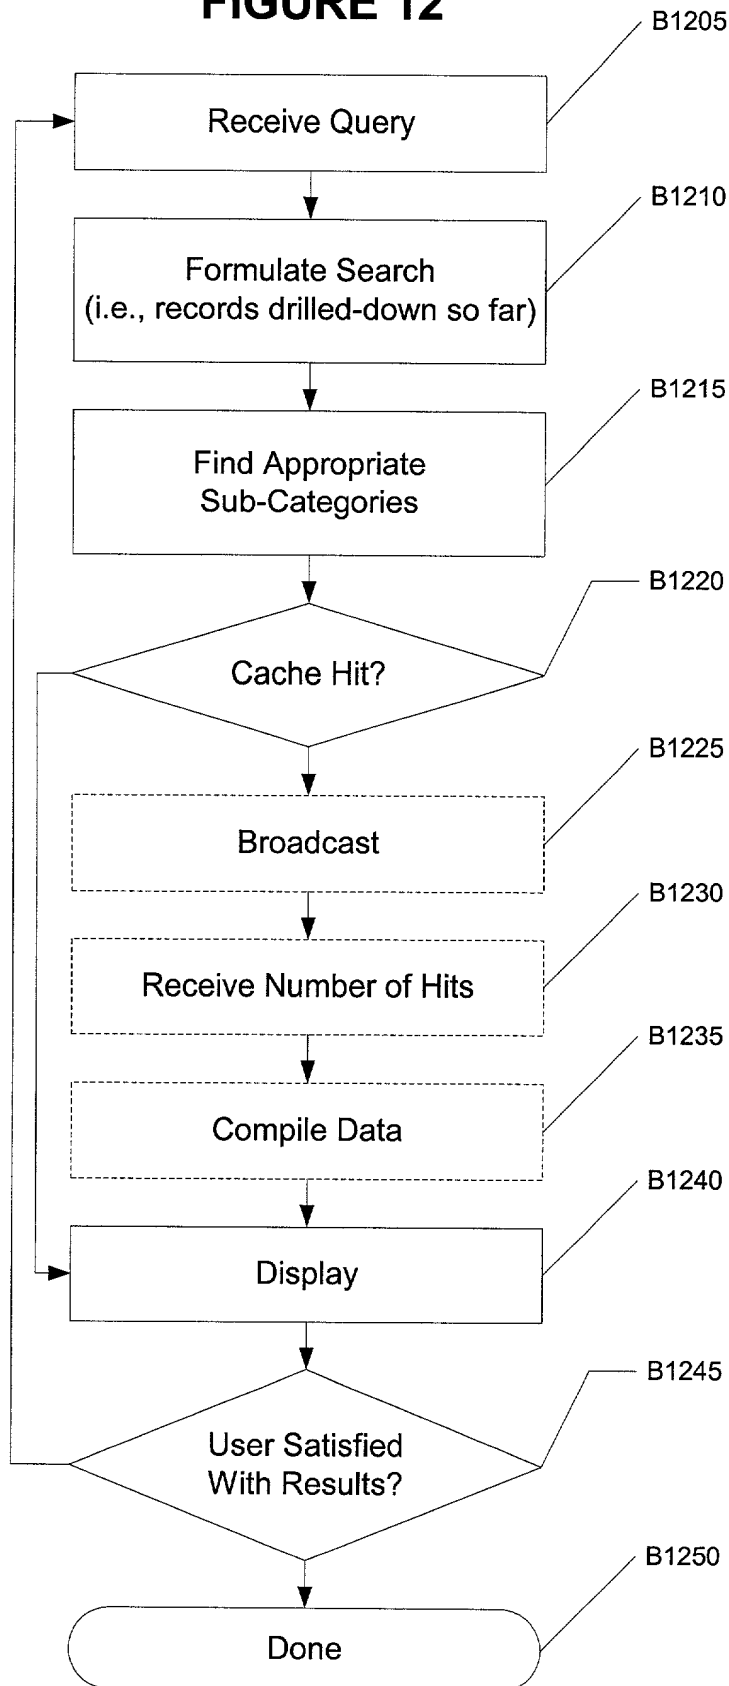 FIGURE 12
B1205
Receive Query
B1210
Formulate Search
(i.e., records drilled-down so far)
B1215
Find Appropriate
Sub-Categories
B1220
Cache Hit?
B1225
Broadcast
B1230
Receive Number of Hits
B1235
Compile Data
B1240
Display
B1245
User Satisfied
With Results?
B1250
Done